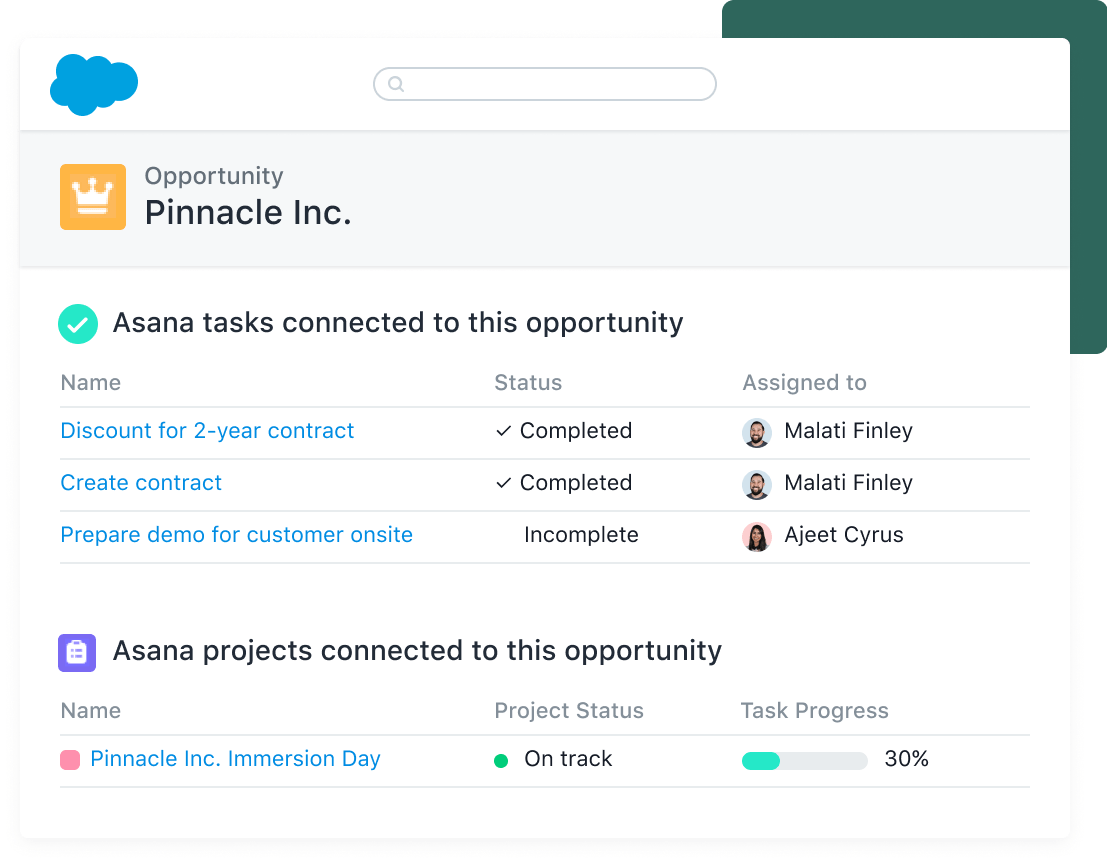 Opportunity
Pinnacle Inc.
Asana tasks connected to this opportunity
Name Status Assigned to
Discount for 2-year contract Completed Malati Finley
Create contract Completed Malati Finley
Prepare demo for customer onsite Incomplete Ajeet Cyrus
Asana projects connected to this opportunity
Name Project Status Task Progress
Pinnacle Inc. Immersion Day On track 30%